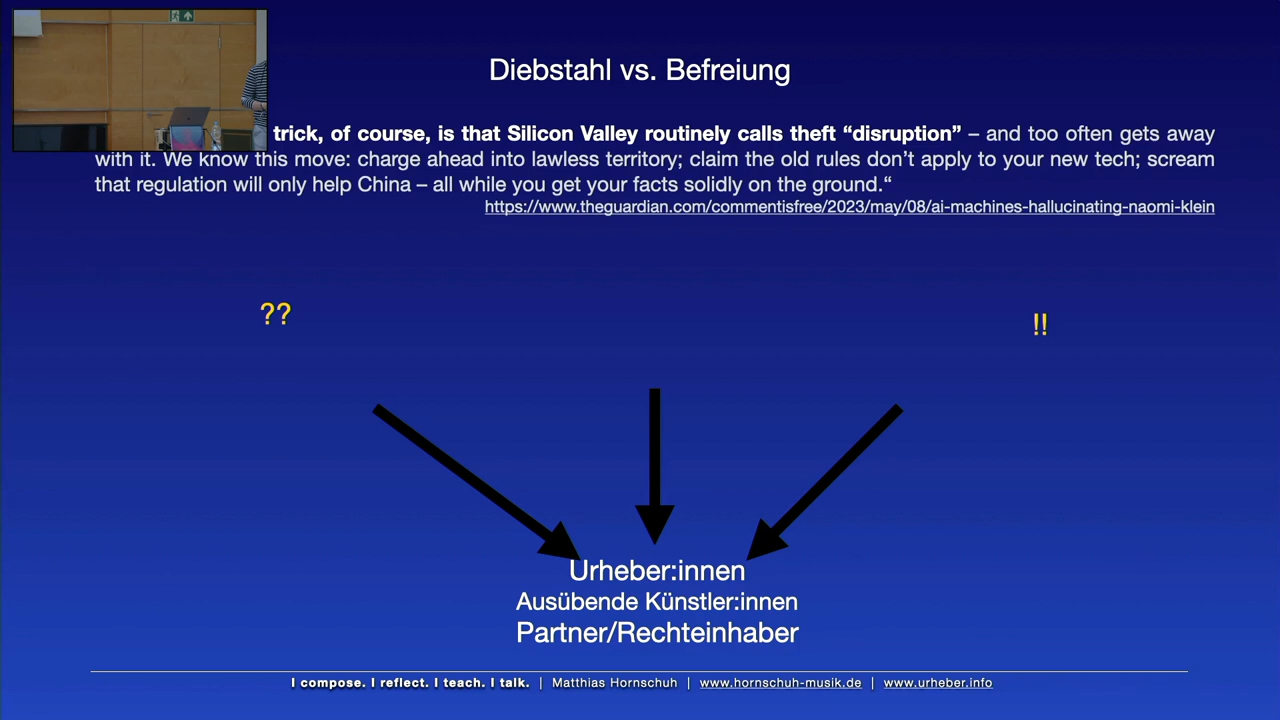 Diebstahl vs. Befreiung
trick, of course, is that Silicon Valley routinely calls theft “disruption” – and too often gets away
with it. We know this move: charge ahead into lawless territory; claim the old rules don’t apply to your new tech; scream
that regulation will only help China – all while you get your facts solidly on the ground.“
https://www.theguardian.com/commentisfree/2023/may/08/ai-machines-hallucinating-naomi-klein
??
!!
Urheber:innen
Ausübende Künstler:innen
Partner/Rechteinhaber
I compose. I reflect. I teach. I talk. | Matthias Hornschuh | www.hornschuh-musik.de | www.urheber.info